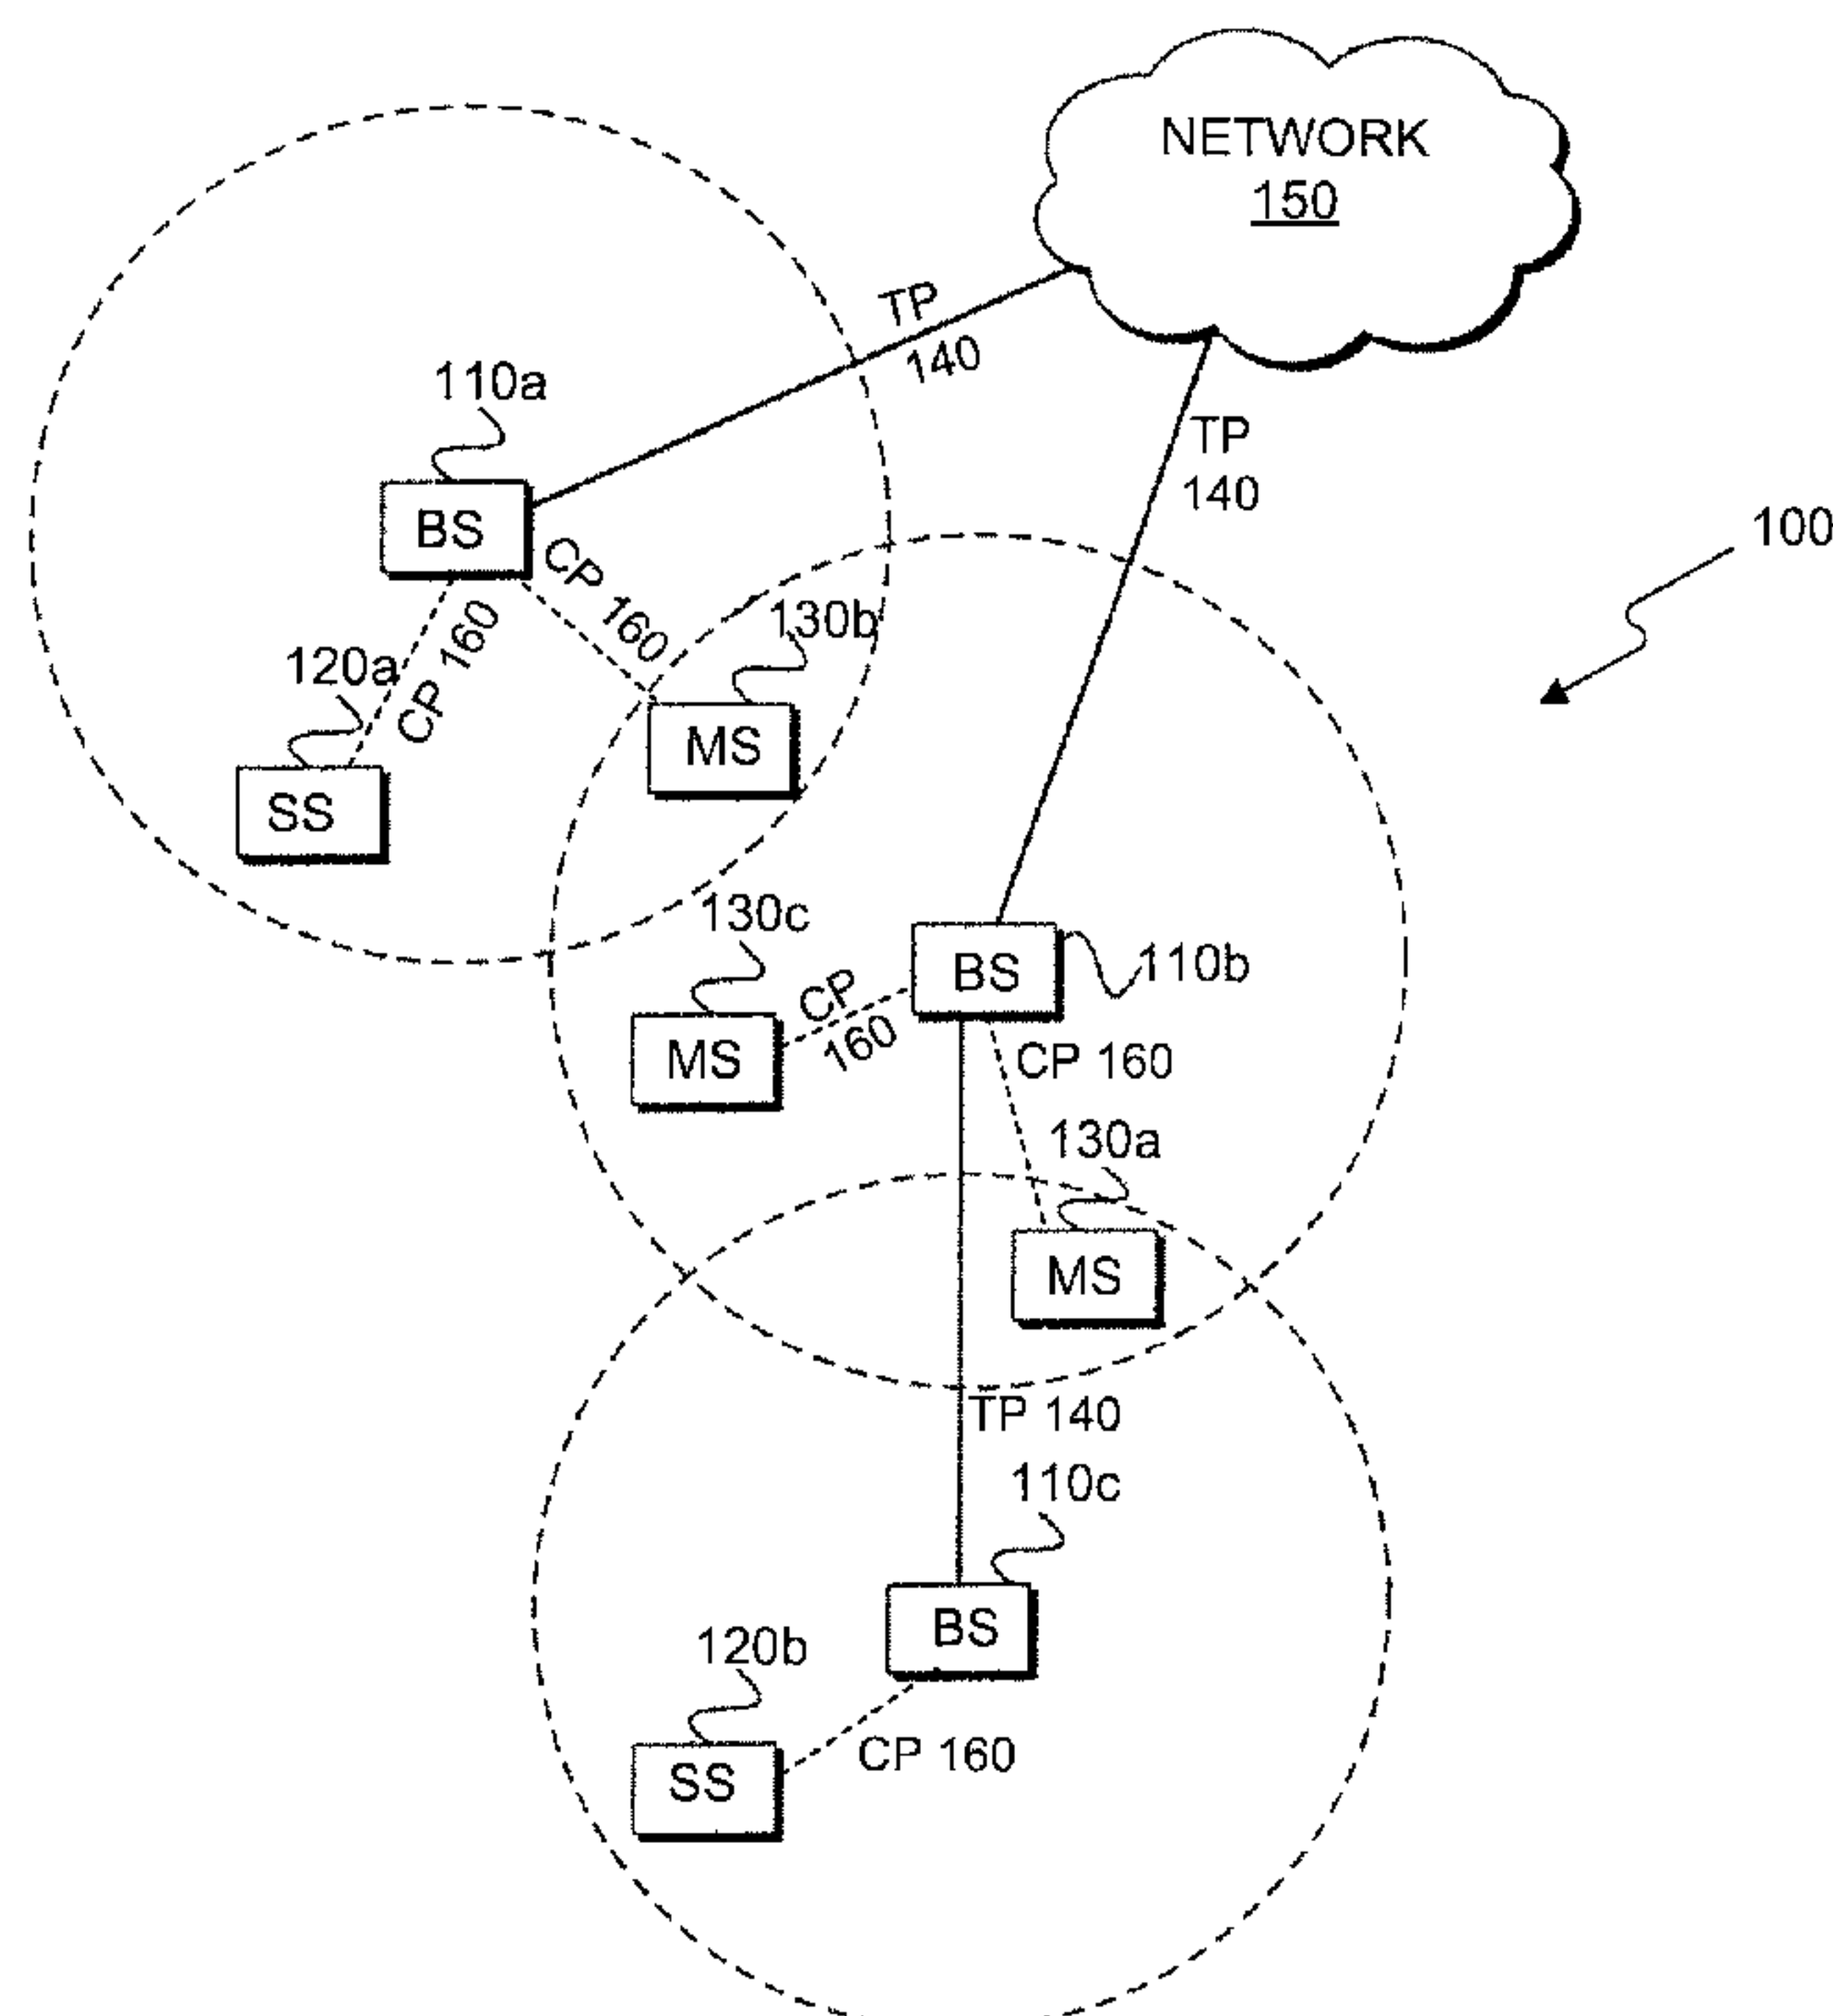 NETWORK
150
TP
140
110a
TP
140
BS
100
CP 160
130b
CP 160
120a
MS
SS
130c
BS
110b
CP
160
MS
CP 160
130a
MS
TP 140
110c
BS
120b
CP 160
SS